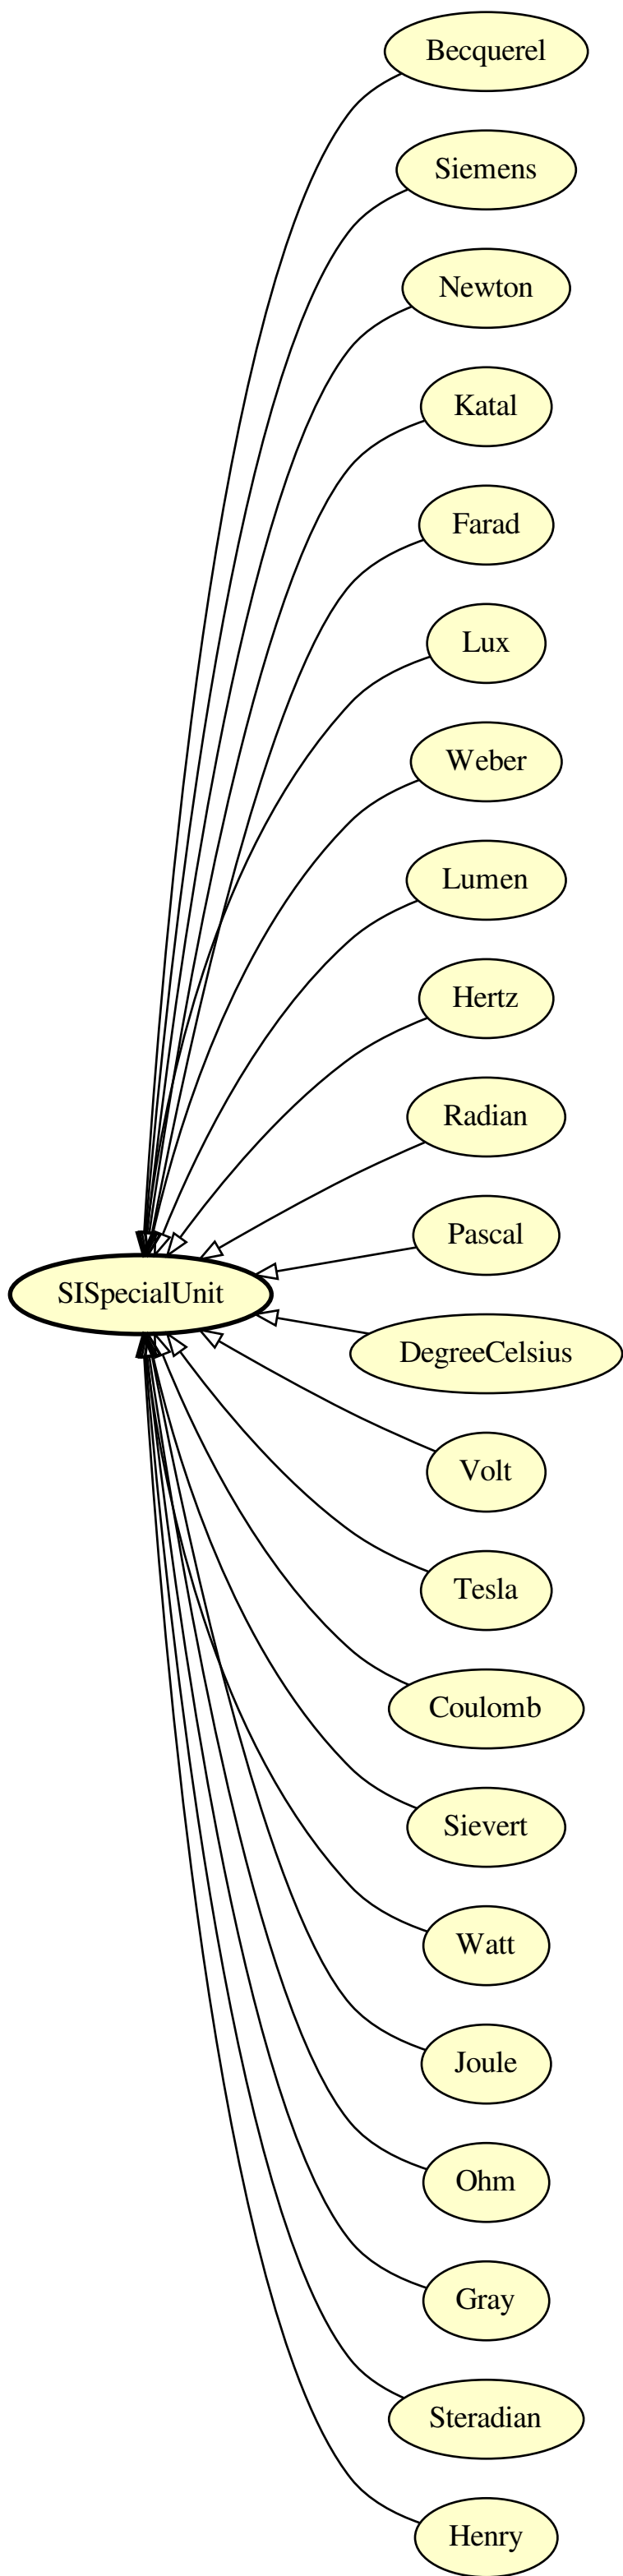 Becquerel
Siemens
Newton
Katal
Farad
Lux
Weber
Lumen
Hertz
Radian
Pascal
SISpecialUnit
DegreeCelsius
Volt
Tesla
Coulomb
Sievert
Watt
Joule
Ohm
Gray
Steradian
Henry